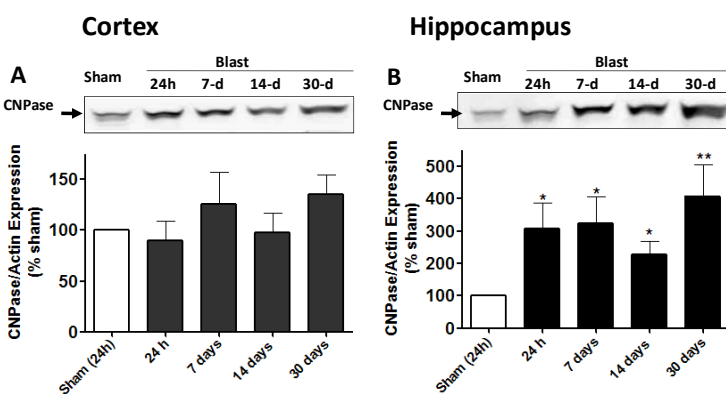 Cortex
A
Sham
Blast
24h 7-d 14-d 30-d
CNPase
CNPase/Actin Expression
(% sham)
150
100
50
0
Sham (24h)
24 h
7 days
14 days
30 days
Hippocampus
B
Sham
Blast
24h 7-d 14-d 30-d
CNPase
CNPase/Actin Expression
(% sham)
500
400
300
200
100
0
*
*
*
**
Sham (24h)
24 h
7 days
14 days
30 days